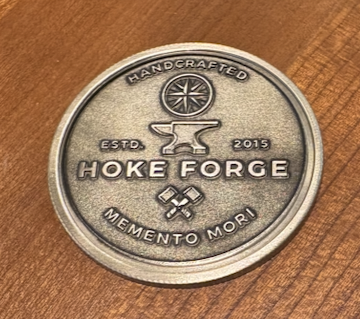 HANDCRAFTED
ESTD. 2015
HOKE FORGE
MEMENTO MORI